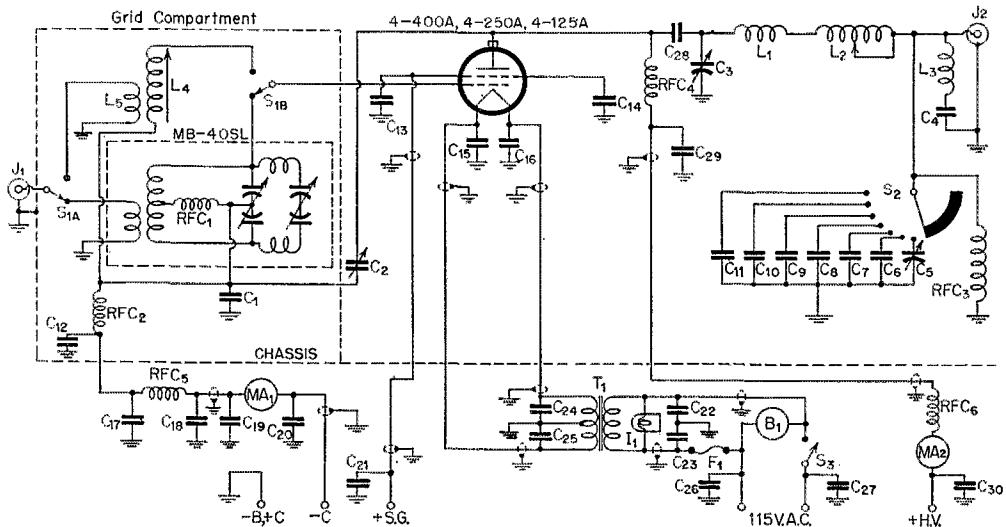 Grid Compartment
4-400A, 4-250A, 4-125A
J2
C28
L1
L2
C3
L3
C4
L4
L5
S1B
RFC4
C13
C14
MB-40SL
C15
C16
C29
J1
S1A
RFC1
S2
C2
C11
C10
C9
C8
C7
C6
C5
RFC3
C1
RFC2
C12
CHASSIS
RFC5
MA1
T1
RFC6
C17
C18
C19
C20
C24
C22
C25
I1
B1
C23
F1
S3
MA2
C21
C26
C27
C30
-B,+C
-C
+S.G.
115V.A.C.
+H.V.